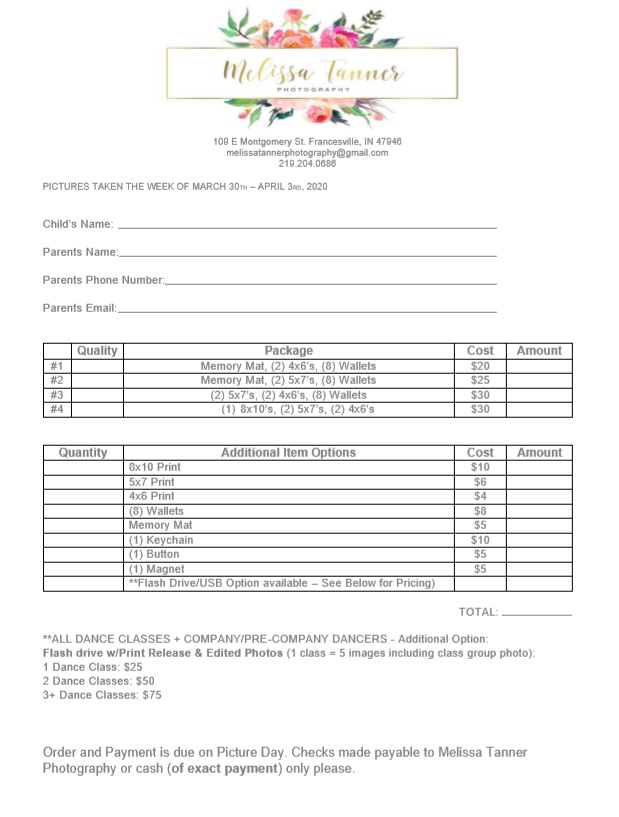 Melissa Tanner
PHOTOGRAPHY
109 E Montgomery St. Francesville, IN 47946
melissatannerphotography@gmail.com
219.204.0686
PICTURES TAKEN THE WEEK OF MARCH 30TH – APRIL 3RD, 2020
Child's Name:
Parents Name:
Parents Phone Number:
Parents Email:
Quality Package Cost Amount
#1 Memory Mat, (2) 4x6's, (8) Wallets $20
#2 Memory Mat, (2) 5x7's, (8) Wallets $25
#3 (2) 5x7's, (2) 4x6's, (8) Wallets $30
#4 (1) 8x10's, (2) 5x7's, (2) 4x6's $30
Quantity Additional Item Options Cost Amount
8x10 Print $10
5x7 Print $6
4x6 Print $4
(8) Wallets $8
Memory Mat $5
(1) Keychain $10
(1) Button $5
(1) Magnet $5
**Flash Drive/USB Option available – See Below for Pricing)
TOTAL:
**ALL DANCE CLASSES + COMPANY/PRE-COMPANY DANCERS - Additional Option:
Flash drive w/Print Release & Edited Photos (1 class = 5 images including class group photo):
1 Dance Class: $25
2 Dance Classes: $50
3+ Dance Classes: $75
Order and Payment is due on Picture Day. Checks made payable to Melissa Tanner
Photography or cash (of exact payment) only please.